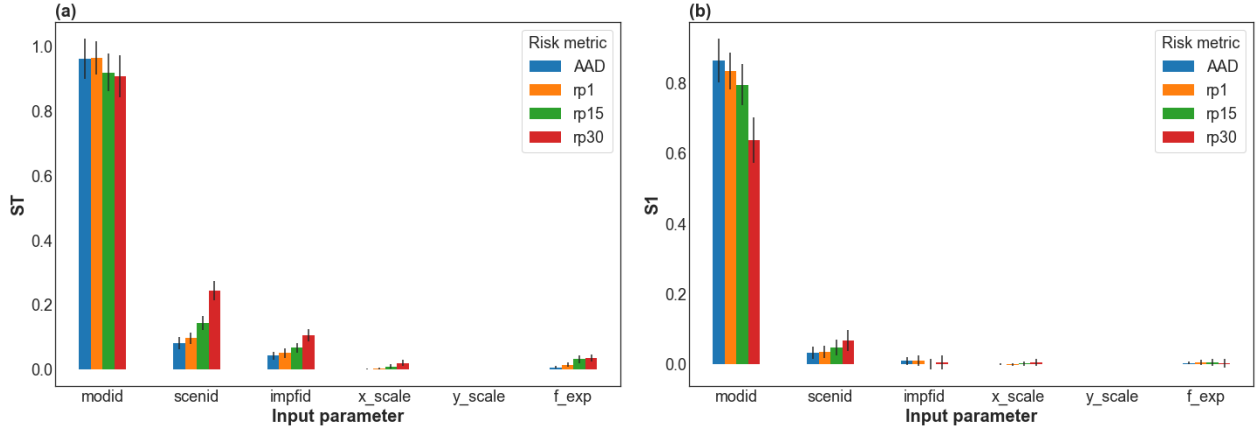 (a)
1.0
0.8
0.6
0.4
0.2
0.0
ST
Risk metric
AAD
rp1
rp15
rp30
modid scenid impfid x_scale y_scale f_exp
Input parameter
(b)
0.8
0.6
0.4
0.2
0.0
S1
Risk metric
AAD
rp1
rp15
rp30
modid scenid impfid x_scale y_scale f_exp
Input parameter